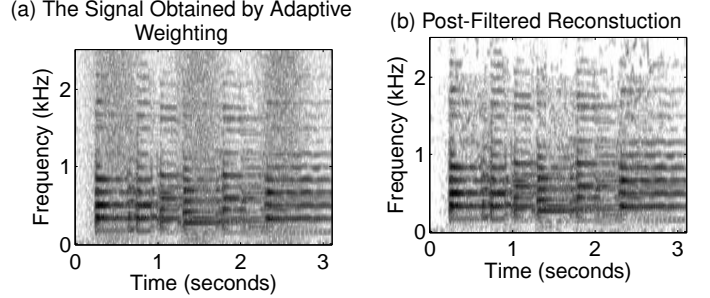 (a) The Signal Obtained by Adaptive
Weighting
2
1
0
Frequency (kHz)
0 1 2 3
Time (seconds)
(b) Post-Filtered Reconstuction
2
1
0
Frequency (kHz)
0 1 2 3
Time (seconds)